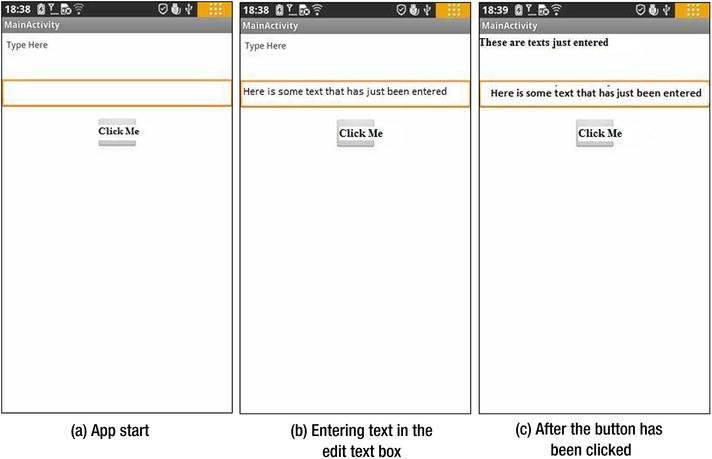 18:38
MainActivity
Type Here
Click Me
(a) App start
18:38
MainActivity
Type Here
Here is some text that has just been entered
Click Me
(b) Entering text in the
edit text box
18:39
MainActivity
These are texts just entered
Here is some text that has just been entered
Click Me
(c) After the button has
been clicked